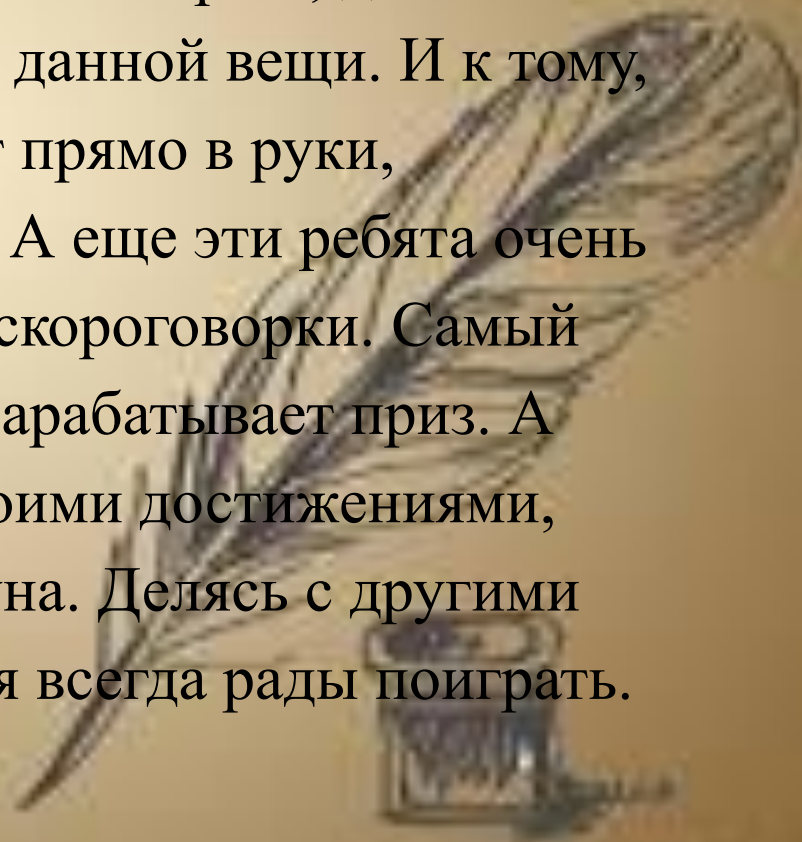 данной вещи. И к тому,
прямо в руки,
А еще эти ребята очень
скороговорки. Самый
арабатывает приз. А
оими достижениями,
на. Делясь с другими
я всегда рады поиграть.